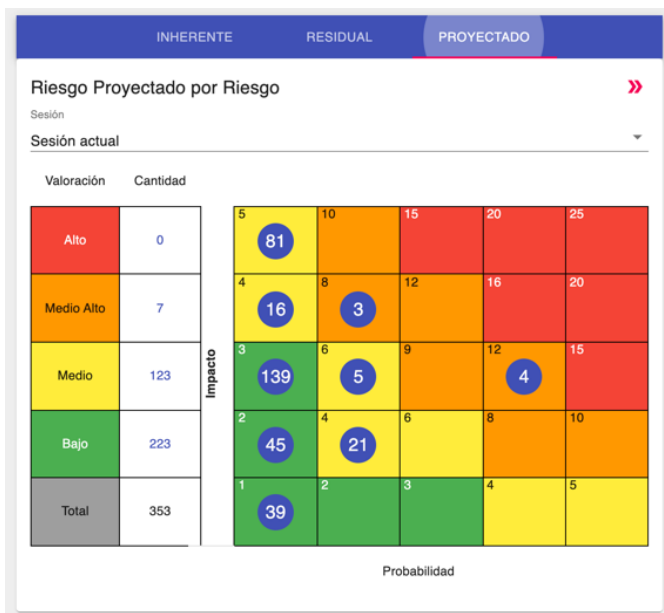 INHERENTE RESIDUAL PROYECTADO
Riesgo Proyectado por Riesgo »
Sesión
Sesión actual
Valoración Cantidad
Alto 0
Medio Alto 7
Medio 123
Bajo 223
Total 353
Impacto
5 10 15 20 25
81
4 8 12 16 20
16 3
3 6 9 12 15
139 5 4
2 4 6 8 10
45 21
1 2 3 4 5
39
Probabilidad